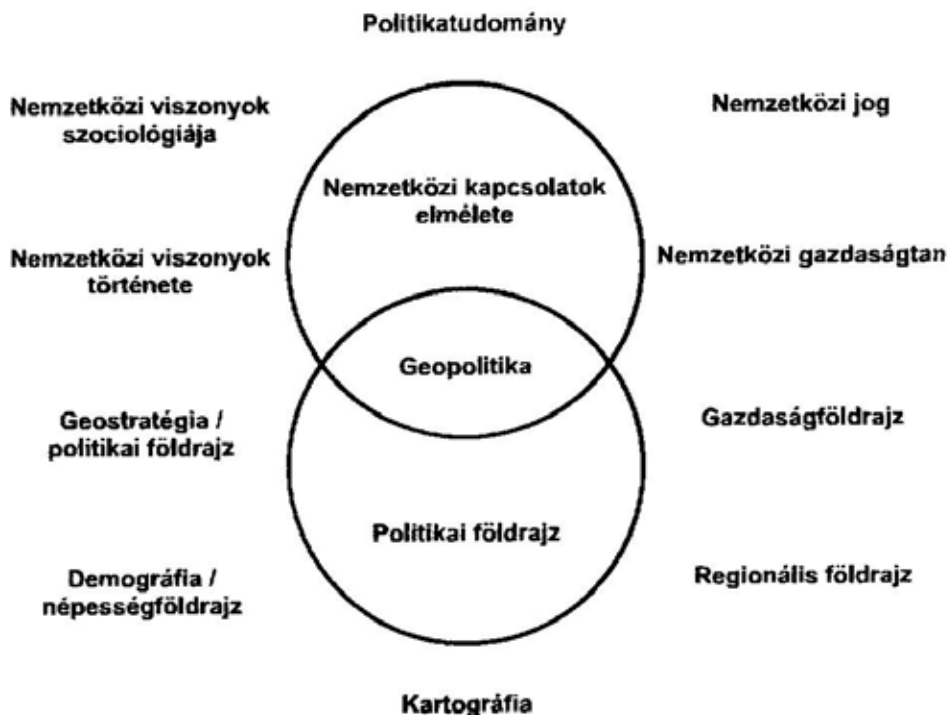 Politikatudomány
Nemzetközi viszonyok
szociológiája
Nemzetközi jog
Nemzetközi kapcsolatok
elmélete
Nemzetközi viszonyok
története
Nemzetközi gazdaságtan
Geopolitika
Geostratégia /
politikai földrajz
Gazdaságföldrajz
Politikai földrajz
Demográfia /
népességföldrajz
Regionális földrajz
Kartográfia